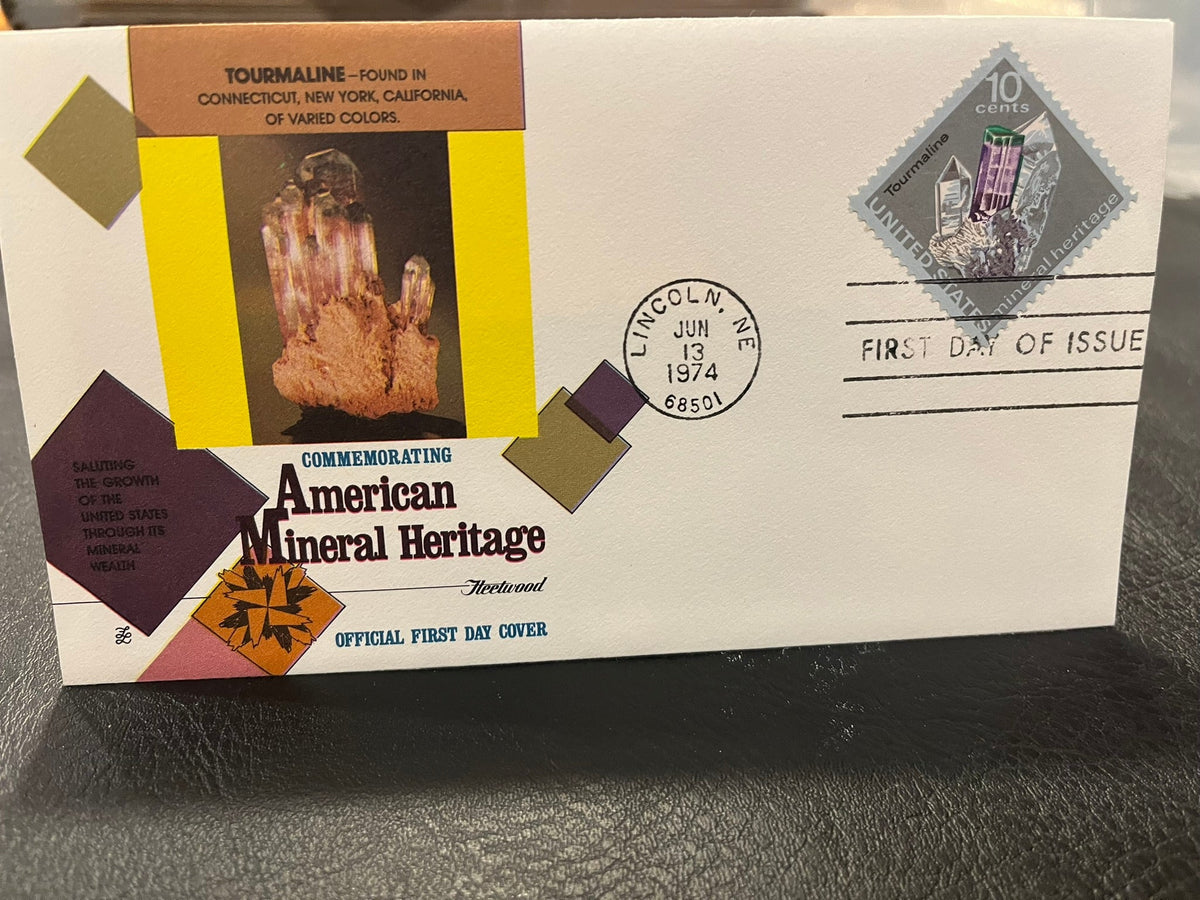 TOURMALINE—FOUND IN
CONNECTICUT, NEW YORK, CALIFORNIA,
OF VARIED COLORS.
10
cents
Tourmaline
UNITED STATES
mineral heritage
LINCOLN, NE
JUN
13
1974
68501
FIRST DAY OF ISSUE
COMMEMORATING
American
Mineral Heritage
SALUTING
THE GROWTH
OF THE
UNITED STATES
THROUGH ITS
MINERAL
WEALTH
Fleetwood
OFFICIAL FIRST DAY COVER